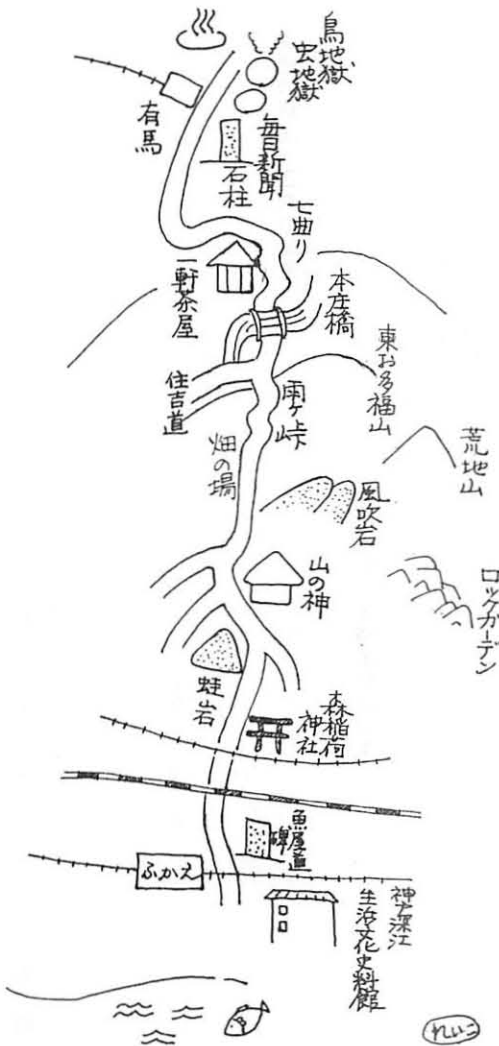 鳥地獄
虫地獄
有馬
毎日新聞
石柱
七曲り
一軒茶屋
本庄橋
住吉道
東お多福山
雨ヶ峠
畑の場
荒地山
風吹岩
山の神
ロックガーデン
蛙岩
森稲荷
神社
魚屋道
碑
ふかえ
神戸深江
生活文化史料館
れいこ